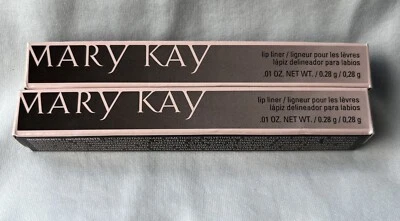 MARY KAY
lip liner / ligneur pour les lèvres
lápiz delineador para labios
.01 OZ. NET WT. / 0.28 g / 0,28 g
MARY KAY
lip liner / ligneur pour les lèvres
lápiz delineador para labios
.01 OZ. NET WT. / 0.28 g / 0,28 g